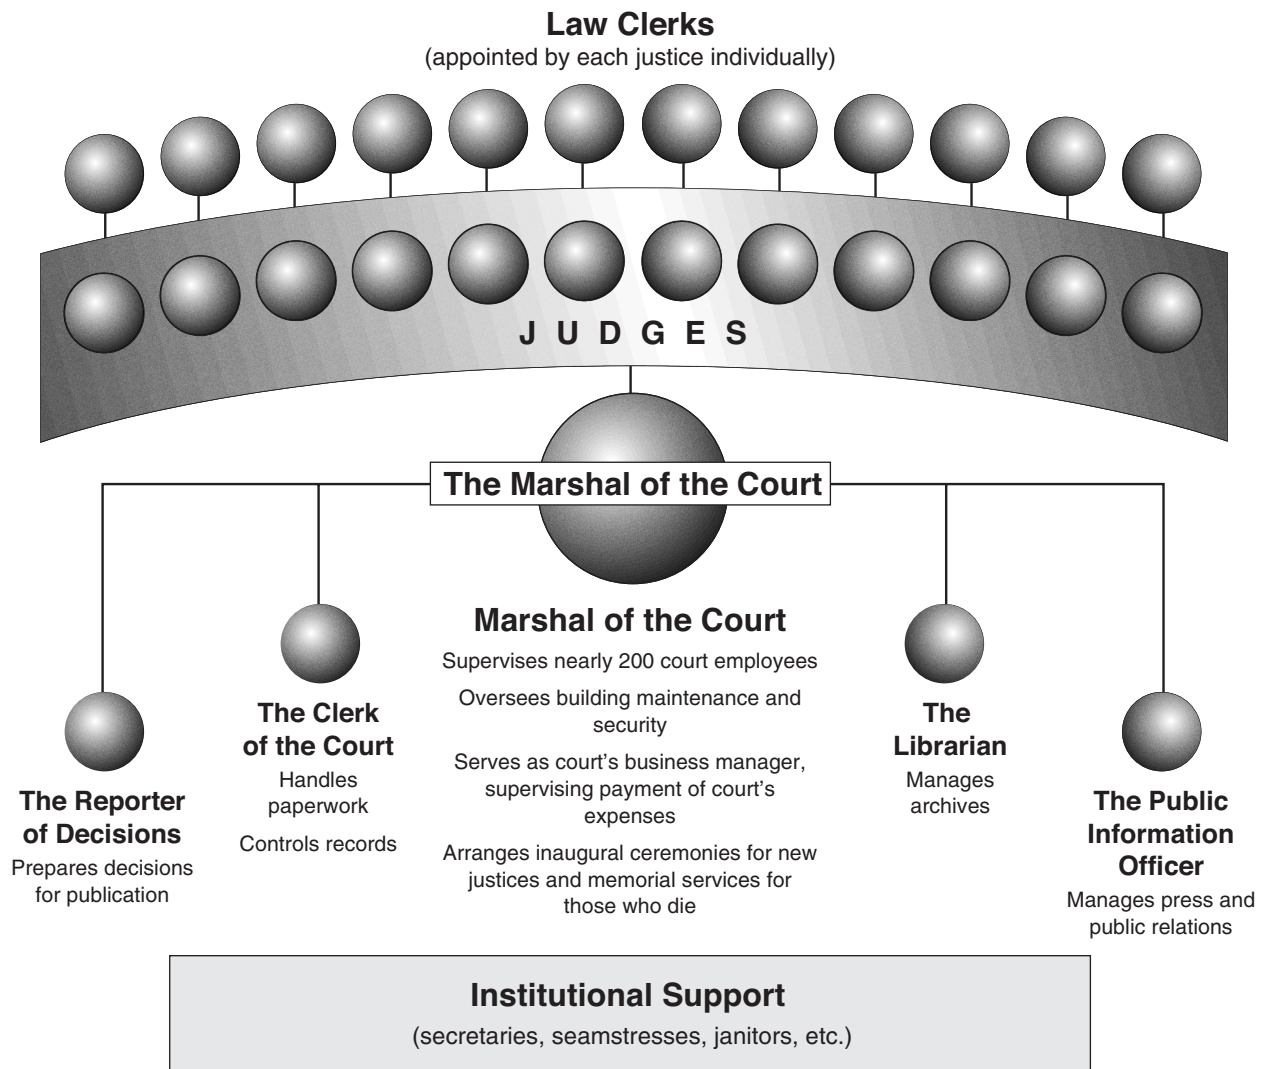 Law Clerks
(appointed by each justice individually)
J U D G E S
The Marshal of the Court
Marshal of the Court
Supervises nearly 200 court employees
Oversees building maintenance and
security
Serves as court's business manager,
supervising payment of court's
expenses
Arranges inaugural ceremonies for new
justices and memorial services for
those who die
The Reporter
of Decisions
Prepares decisions
for publication
The Clerk
of the Court
Handles
paperwork
Controls records
The
Librarian
Manages
archives
The Public
Information
Officer
Manages press and
public relations
Institutional Support
(secretaries, seamstresses, janitors, etc.)